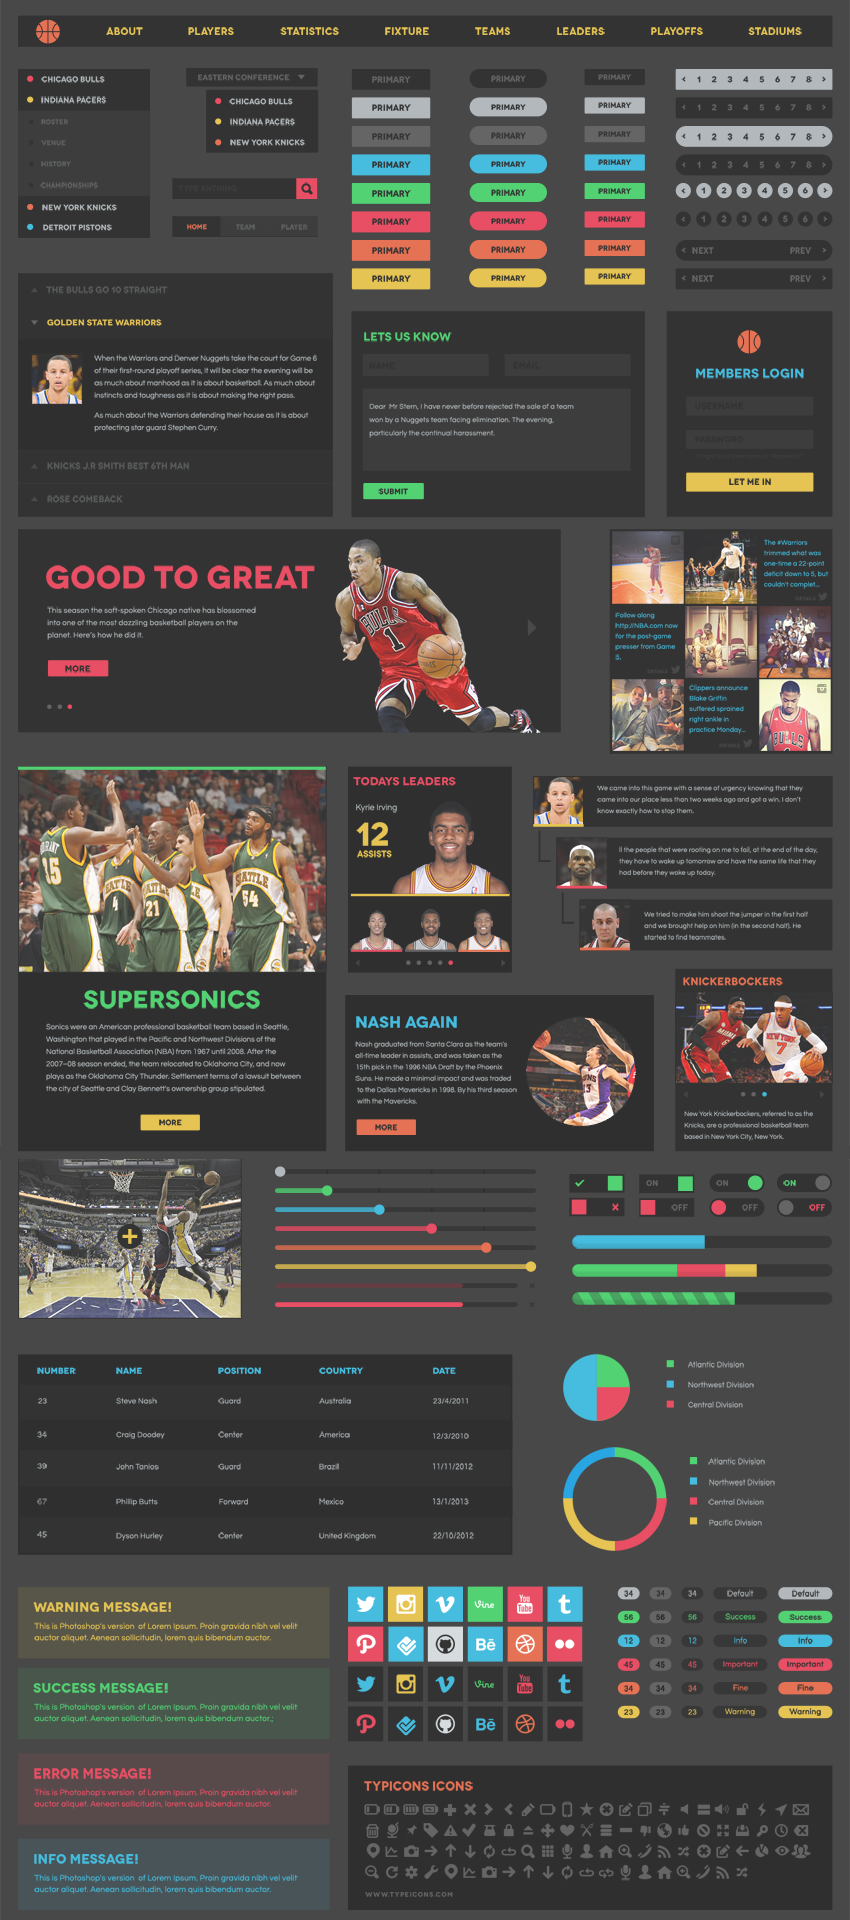 ABOUT PLAYERS STATISTICS FIXTURE TEAMS LEADERS PLAYOFFS STADIUMS
CHICAGO BULLS
INDIANA PACERS
ROSTER
VENUE
HISTORY
CHAMPIONSHIPS
NEW YORK KNICKS
DETROIT PISTONS
EASTERN CONFERENCE
CHICAGO BULLS
INDIANA PACERS
NEW YORK KNICKS
TYPE ANYTHING
HOME TEAM PLAYER
PRIMARY PRIMARY PRIMARY
PRIMARY PRIMARY PRIMARY
PRIMARY PRIMARY PRIMARY
PRIMARY PRIMARY PRIMARY
PRIMARY PRIMARY PRIMARY
PRIMARY PRIMARY PRIMARY
PRIMARY PRIMARY PRIMARY
PRIMARY PRIMARY PRIMARY
< 1 2 3 4 5 6 7 8 >
< 1 2 3 4 5 6 7 8 >
< 1 2 3 4 5 6 7 8 >
< 1 2 3 4 5 6 7 8 >
< 1 2 3 4 5 6 >
< 1 2 3 4 5 6 >
< NEXT PREV >
< NEXT PREV >
THE BULLS GO 10 STRAIGHT
GOLDEN STATE WARRIORS
When the Warriors and Denver Nuggets take the court for Game 6
of their first-round playoff series, it will be clear the evening will be
as much about manhood as it is about basketball. As much about
instincts and toughness as it is about making the right pass.
As much about the Warriors defending their house as it is about
protecting star guard Stephen Curry.
KNICKS J.R SMITH BEST 6TH MAN
ROSE COMEBACK
LETS US KNOW
NAME EMAIL
Dear Mr Stern, I have never before rejected the sale of a team
won by a Nuggets team facing elimination. The evening,
particularly the continual harassment.
SUBMIT
MEMBERS LOGIN
USERNAME
PASSWORD
LET ME IN
GOOD TO GREAT
This season the soft-spoken Chicago native has blossomed
into one of the most dazzling basketball players on the
planet. Here's how he did it.
MORE
BULLS
1
The #Warriors
trimmed what was
one-time a 22-point
deficit down to 5, but
couldn't complet...
DETAILS
Follow along
http://NBA.com now
for the post-game
presser from Game
5.
DETAILS
Clippers announce
Blake Griffin
suffered sprained
right ankle in
practice Monday...
DETAILS
BULLS
DURANT
35
SEATTLE
4
21
SEATTLE
54
SUPERSONICS
Sonics were an American professional basketball team based in Seattle,
Washington that played in the Pacific and Northwest Divisions of the
National Basketball Association (NBA) from 1967 until 2008. After the
2007–08 season ended, the team relocated to Oklahoma City, and now
plays as the Oklahoma City Thunder. Settlement terms of a lawsuit between
the city of Seattle and Clay Bennett's ownership group stipulated.
MORE
TODAYS LEADERS
Kyrie Irving
12
ASSISTS
We came into this game with a sense of urgency knowing that they
came into our place less than two weeks ago and got a win. I don't
know exactly how to stop them.
ll the people that were rooting on me to fail, at the end of the day,
they have to wake up tomorrow and have the same life that they
had before they woke up today.
We tried to make him shoot the jumper in the first half
and we brought help on him (in the second half). He
started to find teammates.
NASH AGAIN
Nash graduated from Santa Clara as the team's
all-time leader in assists, and was taken as the
15th pick in the 1996 NBA Draft by the Phoenix
Suns. He made a minimal impact and was traded
to the Dallas Mavericks in 1998. By his third season
with the Mavericks.
MORE
SUNS
13
KNICKERBOCKERS
MIAMI
6
NEW YORK
7
New York Knickerbockers, referred to as the
Knicks, are a professional basketball team
based in New York City, New York.
ON ON ON
OFF OFF OFF
NUMBER NAME POSITION COUNTRY DATE
23 Steve Nash Guard Australia 23/4/2011
34 Craig Doodey Center America 12/3/2010
39 John Tanios Guard Brazil 11/11/2012
67 Phillip Butts Forward Mexico 13/1/2013
45 Dyson Hurley Center United Kingdom 22/10/2012
Atlantic Division
Northwest Division
Central Division
Atlantic Division
Northwest Division
Central Division
Pacific Division
WARNING MESSAGE!
This is Photoshop's version of Lorem Ipsum. Proin gravida nibh vel velit
auctor aliquet. Aenean sollicitudin, lorem quis bibendum auctor.
SUCCESS MESSAGE!
This is Photoshop's version of Lorem Ipsum. Proin gravida nibh vel velit
auctor aliquet. Aenean sollicitudin, lorem quis bibendum auctor.;
ERROR MESSAGE!
This is Photoshop's version of Lorem Ipsum. Proin gravida nibh vel velit
auctor aliquet. Aenean sollicitudin, lorem quis bibendum auctor.
INFO MESSAGE!
This is Photoshop's version of Lorem Ipsum. Proin gravida nibh vel velit
auctor aliquet. Aenean sollicitudin, lorem quis bibendum auctor.
Vine You Tube t
Bē
Vine You Tube t
Bē
34 34 34 Default Default
56 56 56 Success Success
12 12 12 Info Info
45 45 45 Important Important
34 34 34 Fine Fine
23 23 23 Warning Warning
TYPICONS ICONS
WWW.TYPEICONS.COM